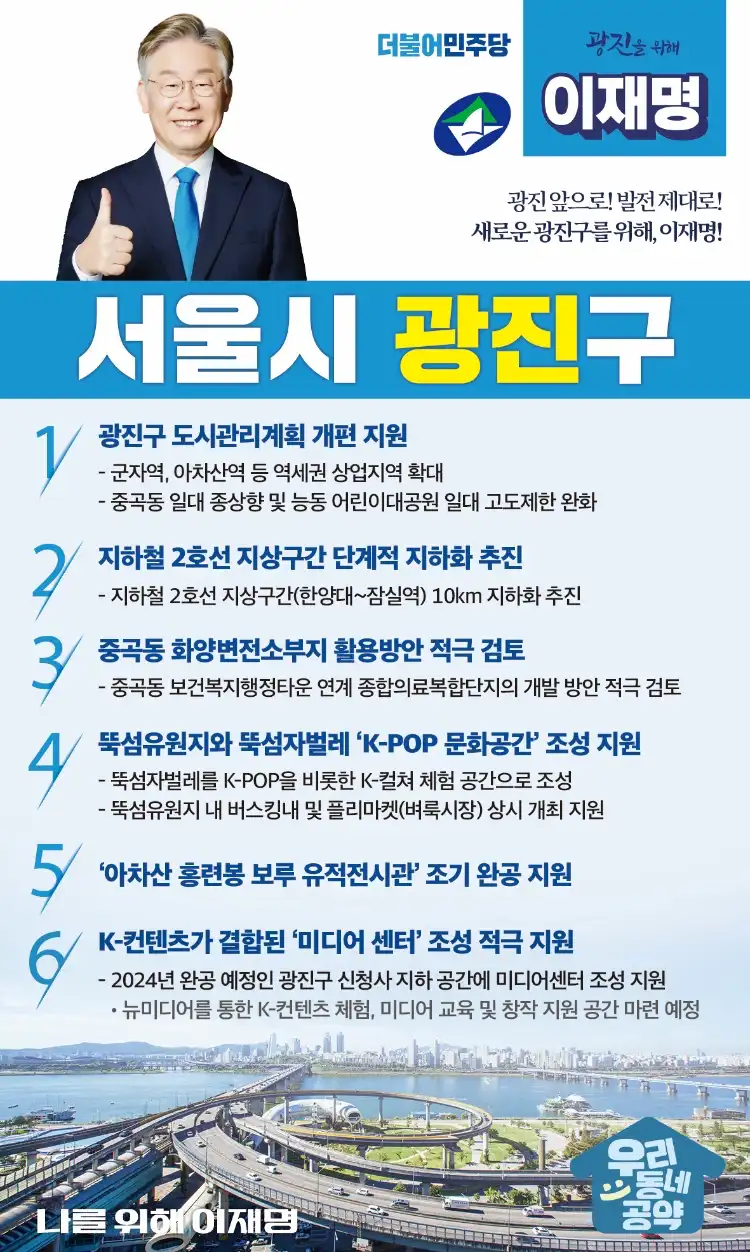 더불어민주당
광진을 위해
이재명
광진 앞으로! 발전 제대로!
새로운 광진구를 위해, 이재명!
서울시 광진구
1
광진구 도시관리계획 개편 지원
- 군자역, 아차산역 등 역세권 상업지역 확대
- 중곡동 일대 종상향 및 능동 어린이대공원 일대 고도제한 완화
2
지하철 2호선 지상구간 단계적 지하화 추진
- 지하철 2호선 지상구간(한양대~잠실역) 10km 지하화 추진
3
중곡동 화양변전소부지 활용방안 적극 검토
- 중곡동 보건복지행정타운 연계 종합의료복합단지의 개발 방안 적극 검토
4
뚝섬유원지와 뚝섬자벌레 ‘K-POP 문화공간’ 조성 지원
- 뚝섬자벌레를 K-POP을 비롯한 K-컬쳐 체험 공간으로 조성
- 뚝섬유원지 내 버스킹내 및 플리마켓(벼룩시장) 상시 개최 지원
5
‘아차산 홍련봉 보루 유적전시관’ 조기 완공 지원
6
K-컨텐츠가 결합된 ‘미디어 센터’ 조성 적극 지원
- 2024년 완공 예정인 광진구 신청사 지하 공간에 미디어센터 조성 지원
• 뉴미디어를 통한 K-컨텐츠 체험, 미디어 교육 및 창작 지원 공간 마련 예정
나를 위해 이재명
우리
동네
공약